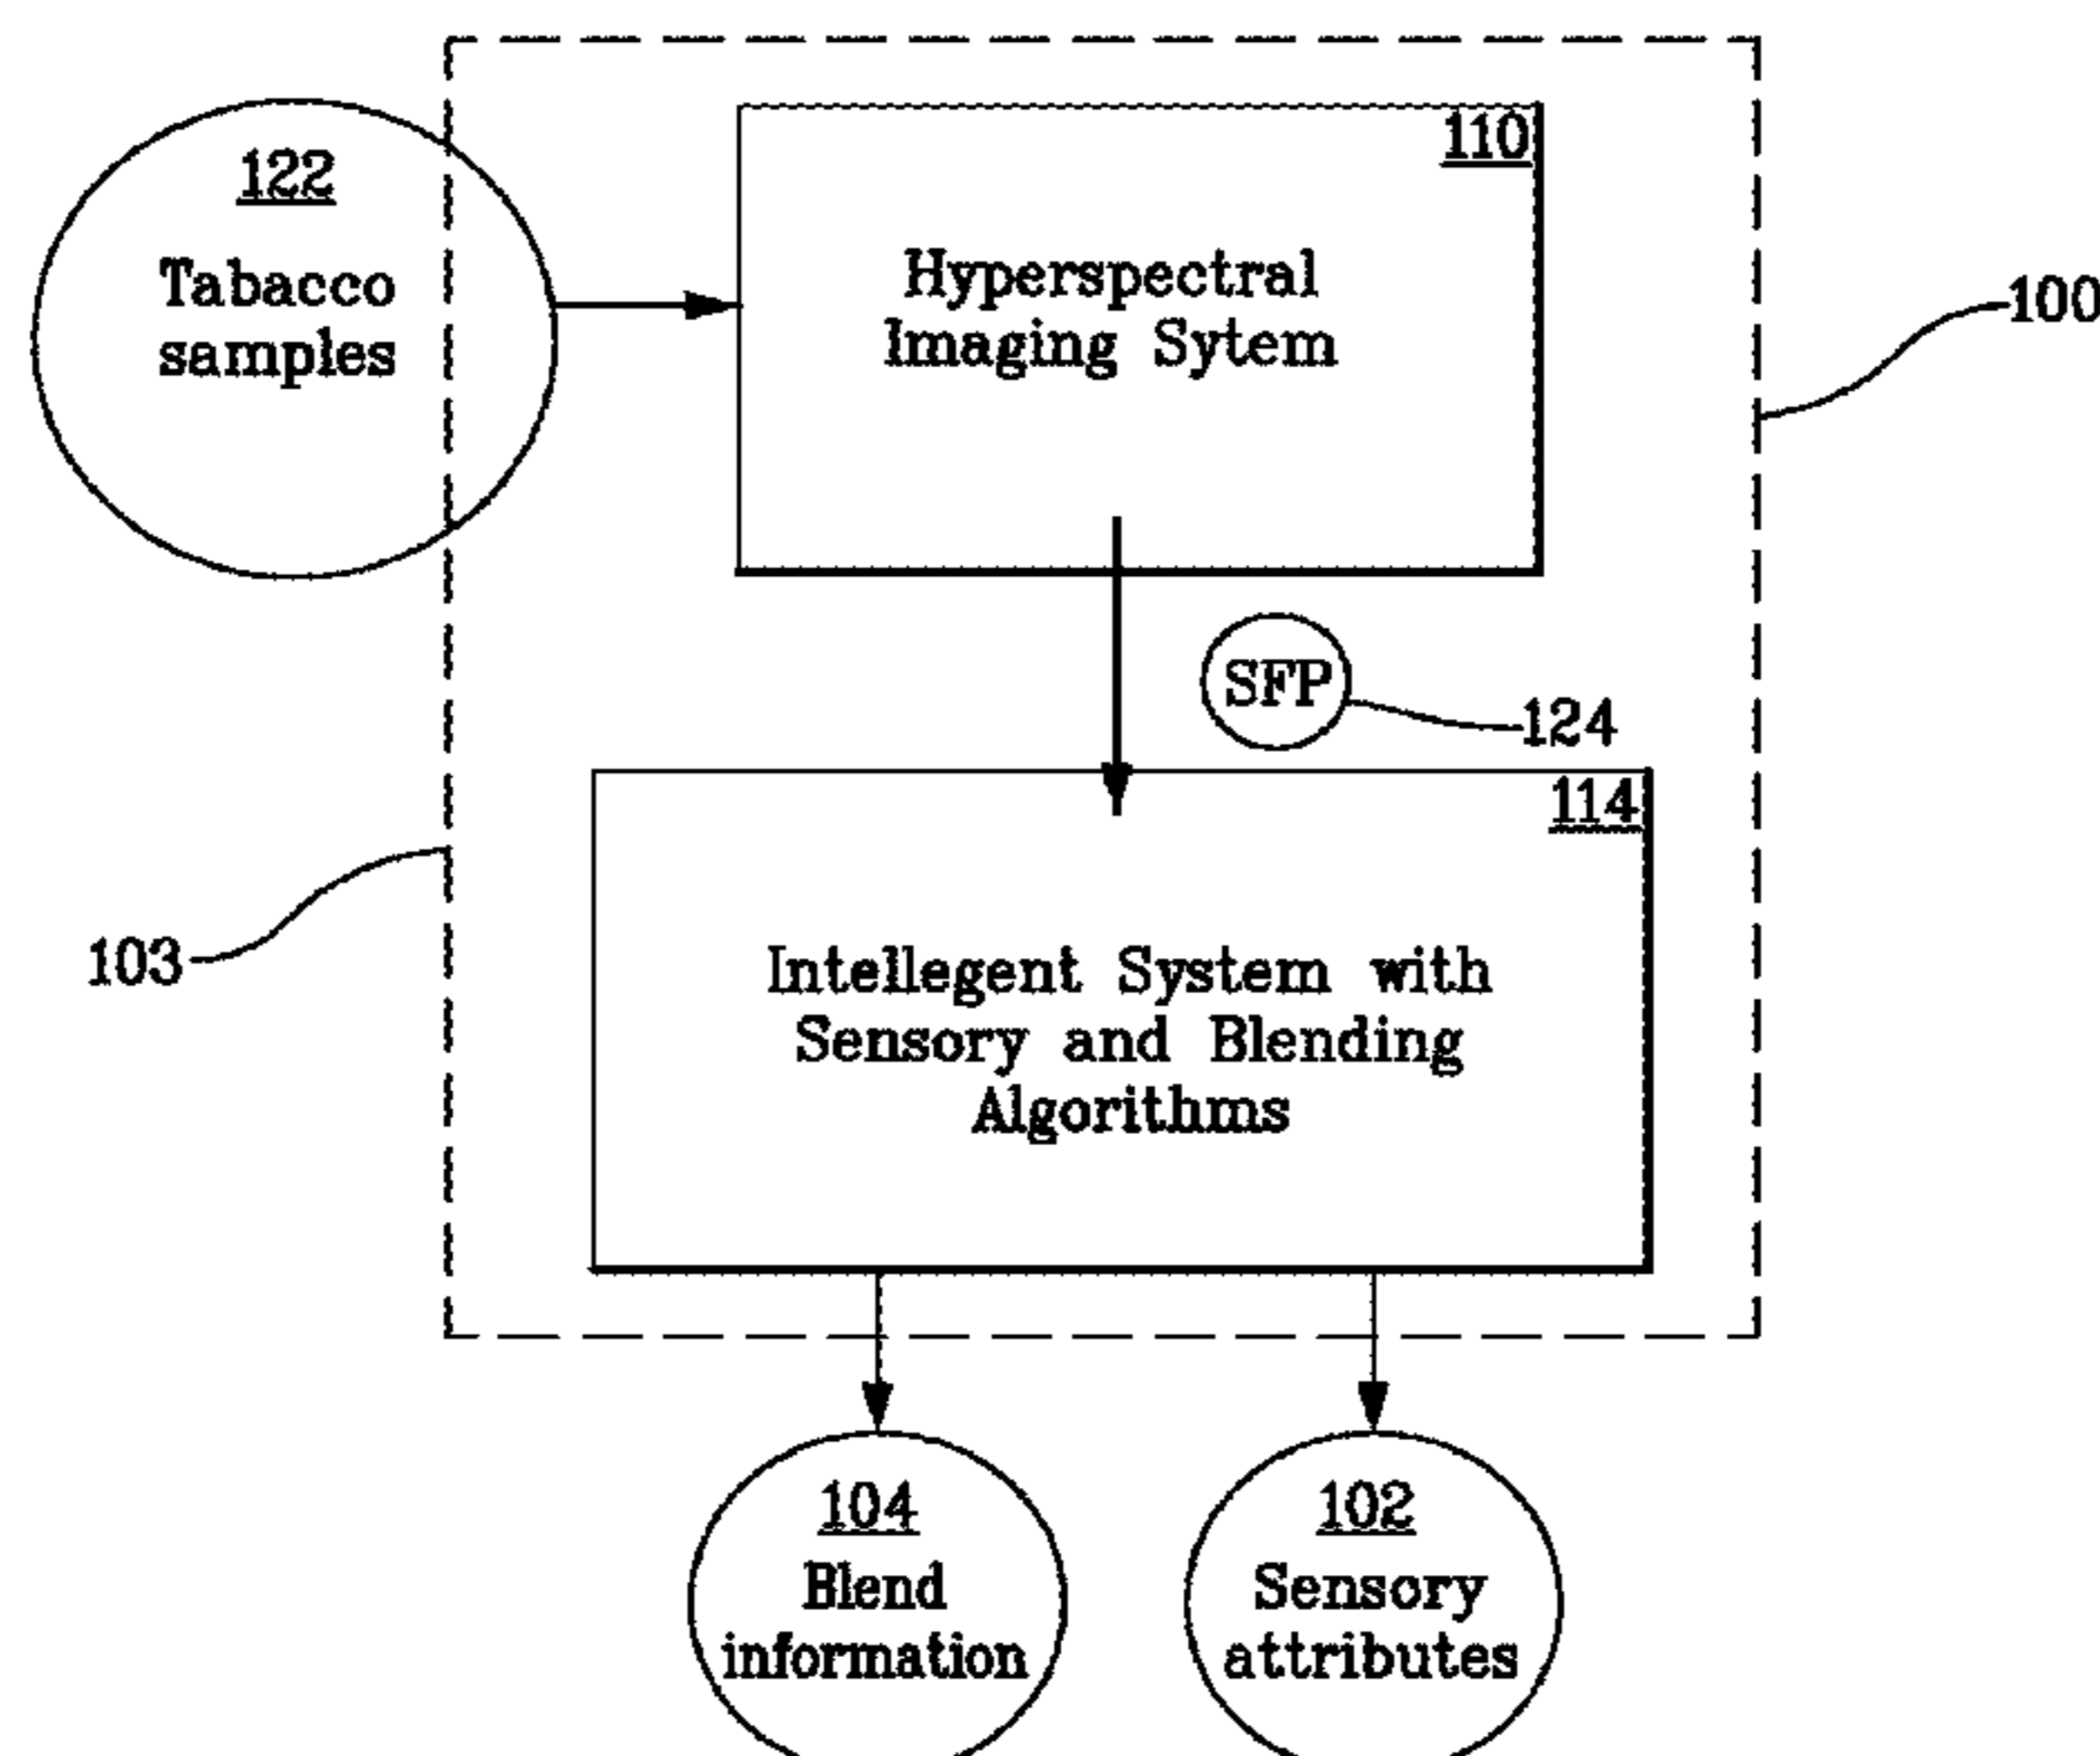 122
Tabacco
samples
110
Hyperspectral
Imaging Sytem
100
SFP
124
114
103
Intellegent System with
Sensory and Blending
Algorithms
104
Blend
information
102
Sensory
attributes